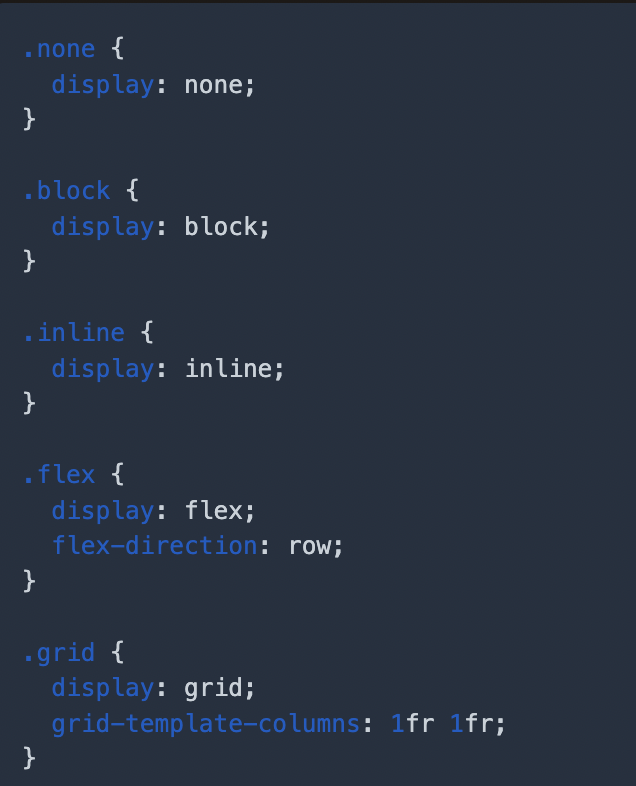 .none {
  display: none;
}

.block {
  display: block;
}

.inline {
  display: inline;
}

.flex {
  display: flex;
  flex-direction: row;
}

.grid {
  display: grid;
  grid-template-columns: 1fr 1fr;
}